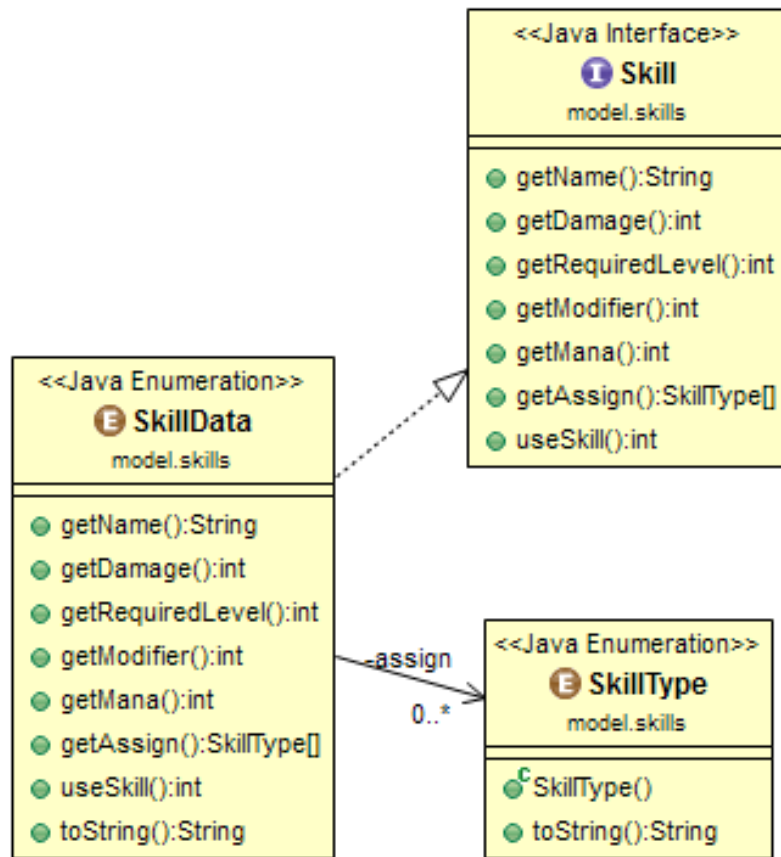 <<Java Interface>>
I Skill
model.skills
getName():String
getDamage():int
getRequiredLevel():int
getModifier():int
getMana():int
getAssign():SkillType[]
useSkill():int
<<Java Enumeration>>
E SkillData
model.skills
getName():String
getDamage():int
getRequiredLevel():int
getModifier():int
getMana():int
getAssign():SkillType[]
useSkill():int
toString():String
-assign
0..*
<<Java Enumeration>>
E SkillType
model.skills
c SkillType()
toString():String